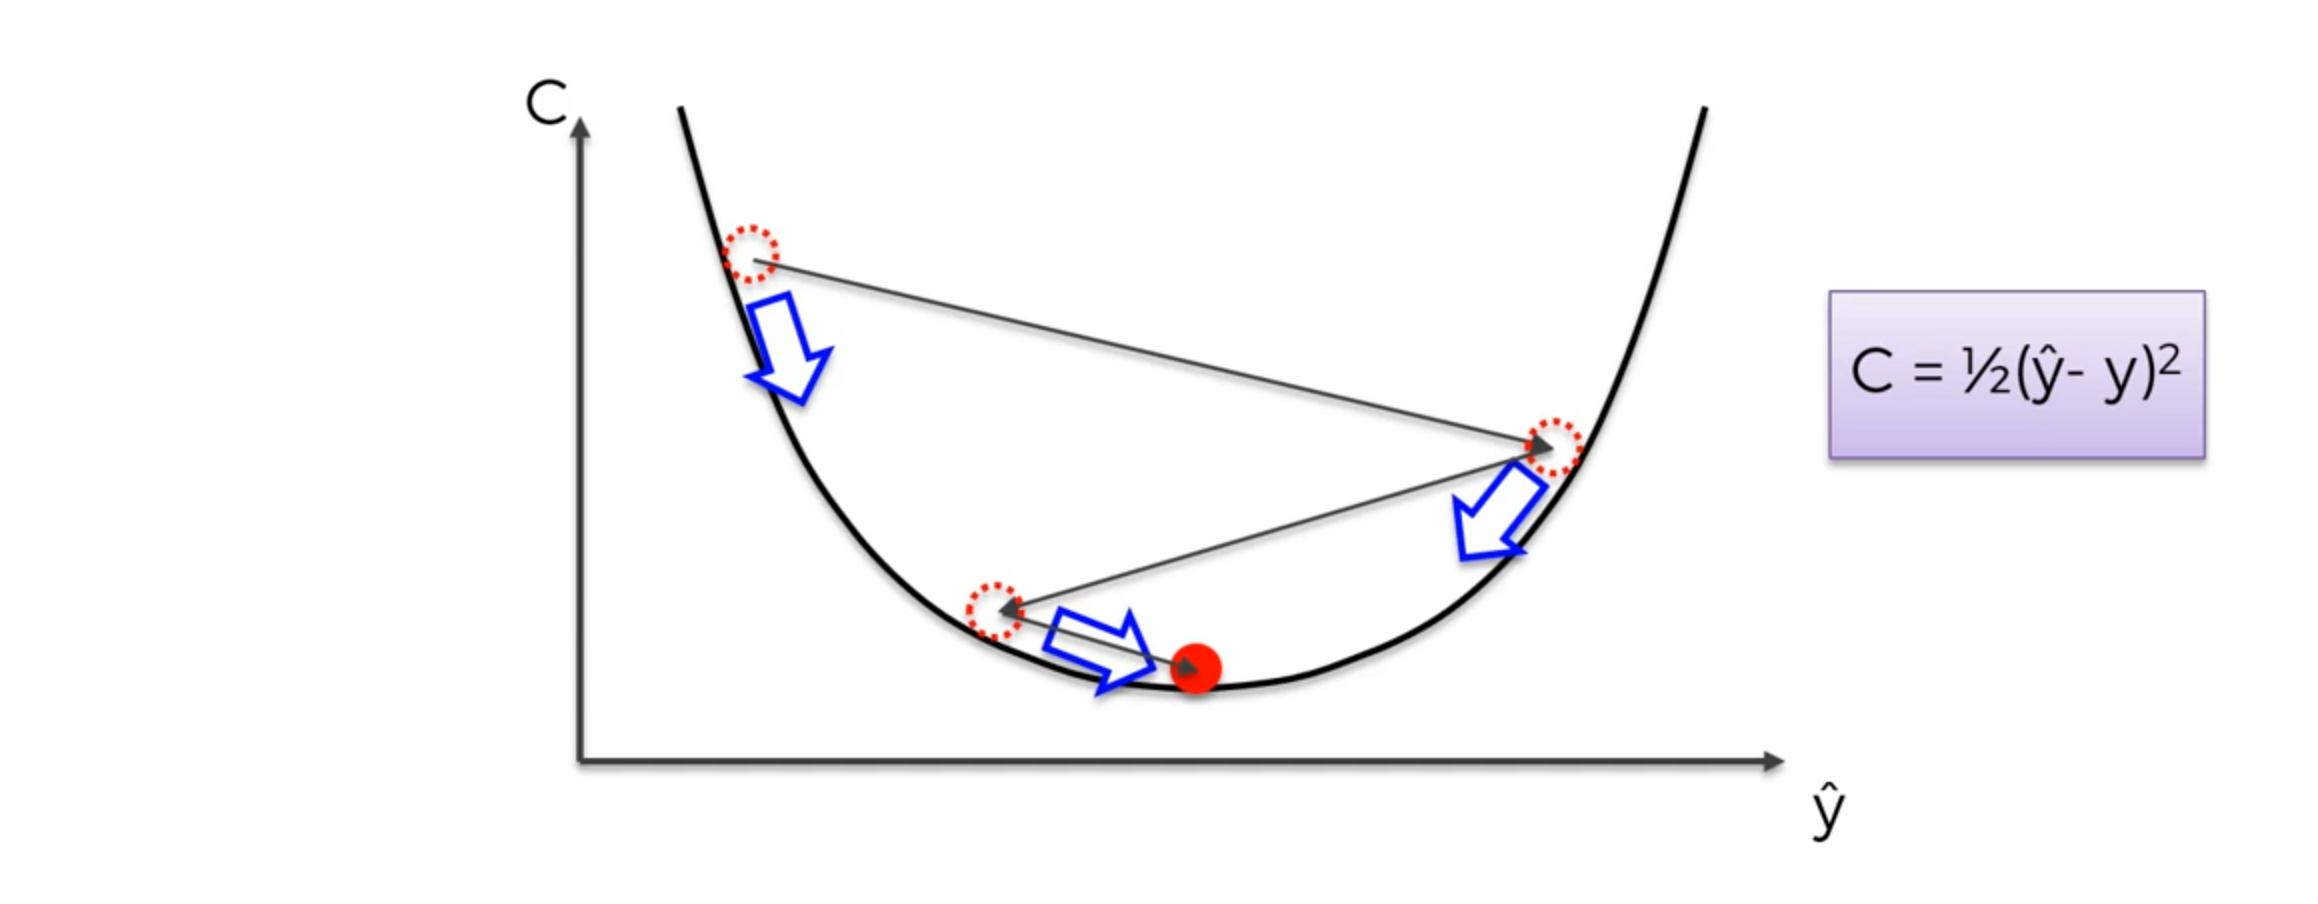 C
C = ½(ŷ- y)²
ŷ